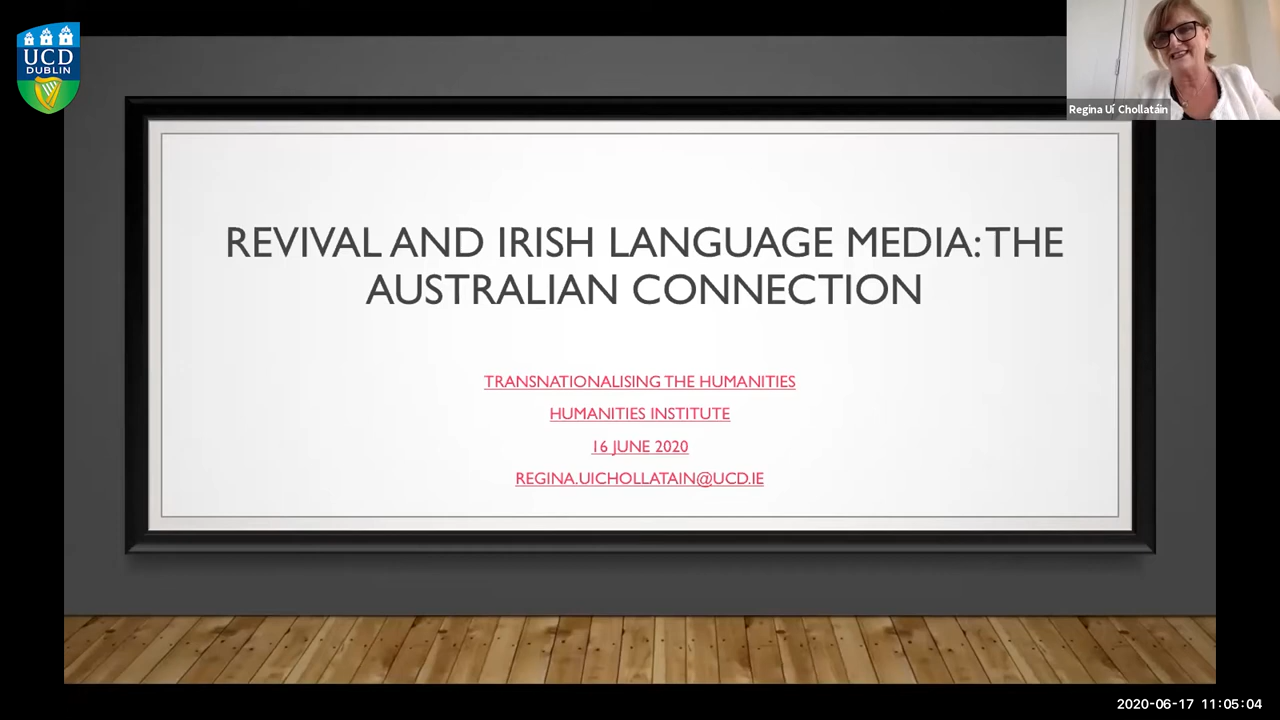 UCD
DUBLIN
Regina Uí Chollatáin
REVIVAL AND IRISH LANGUAGE MEDIA: THE
AUSTRALIAN CONNECTION
TRANSNATIONALISING THE HUMANITIES
HUMANITIES INSTITUTE
16 JUNE 2020
REGINA.UICHOLLATAIN@UCD.IE
2020-06-17 11:05:04